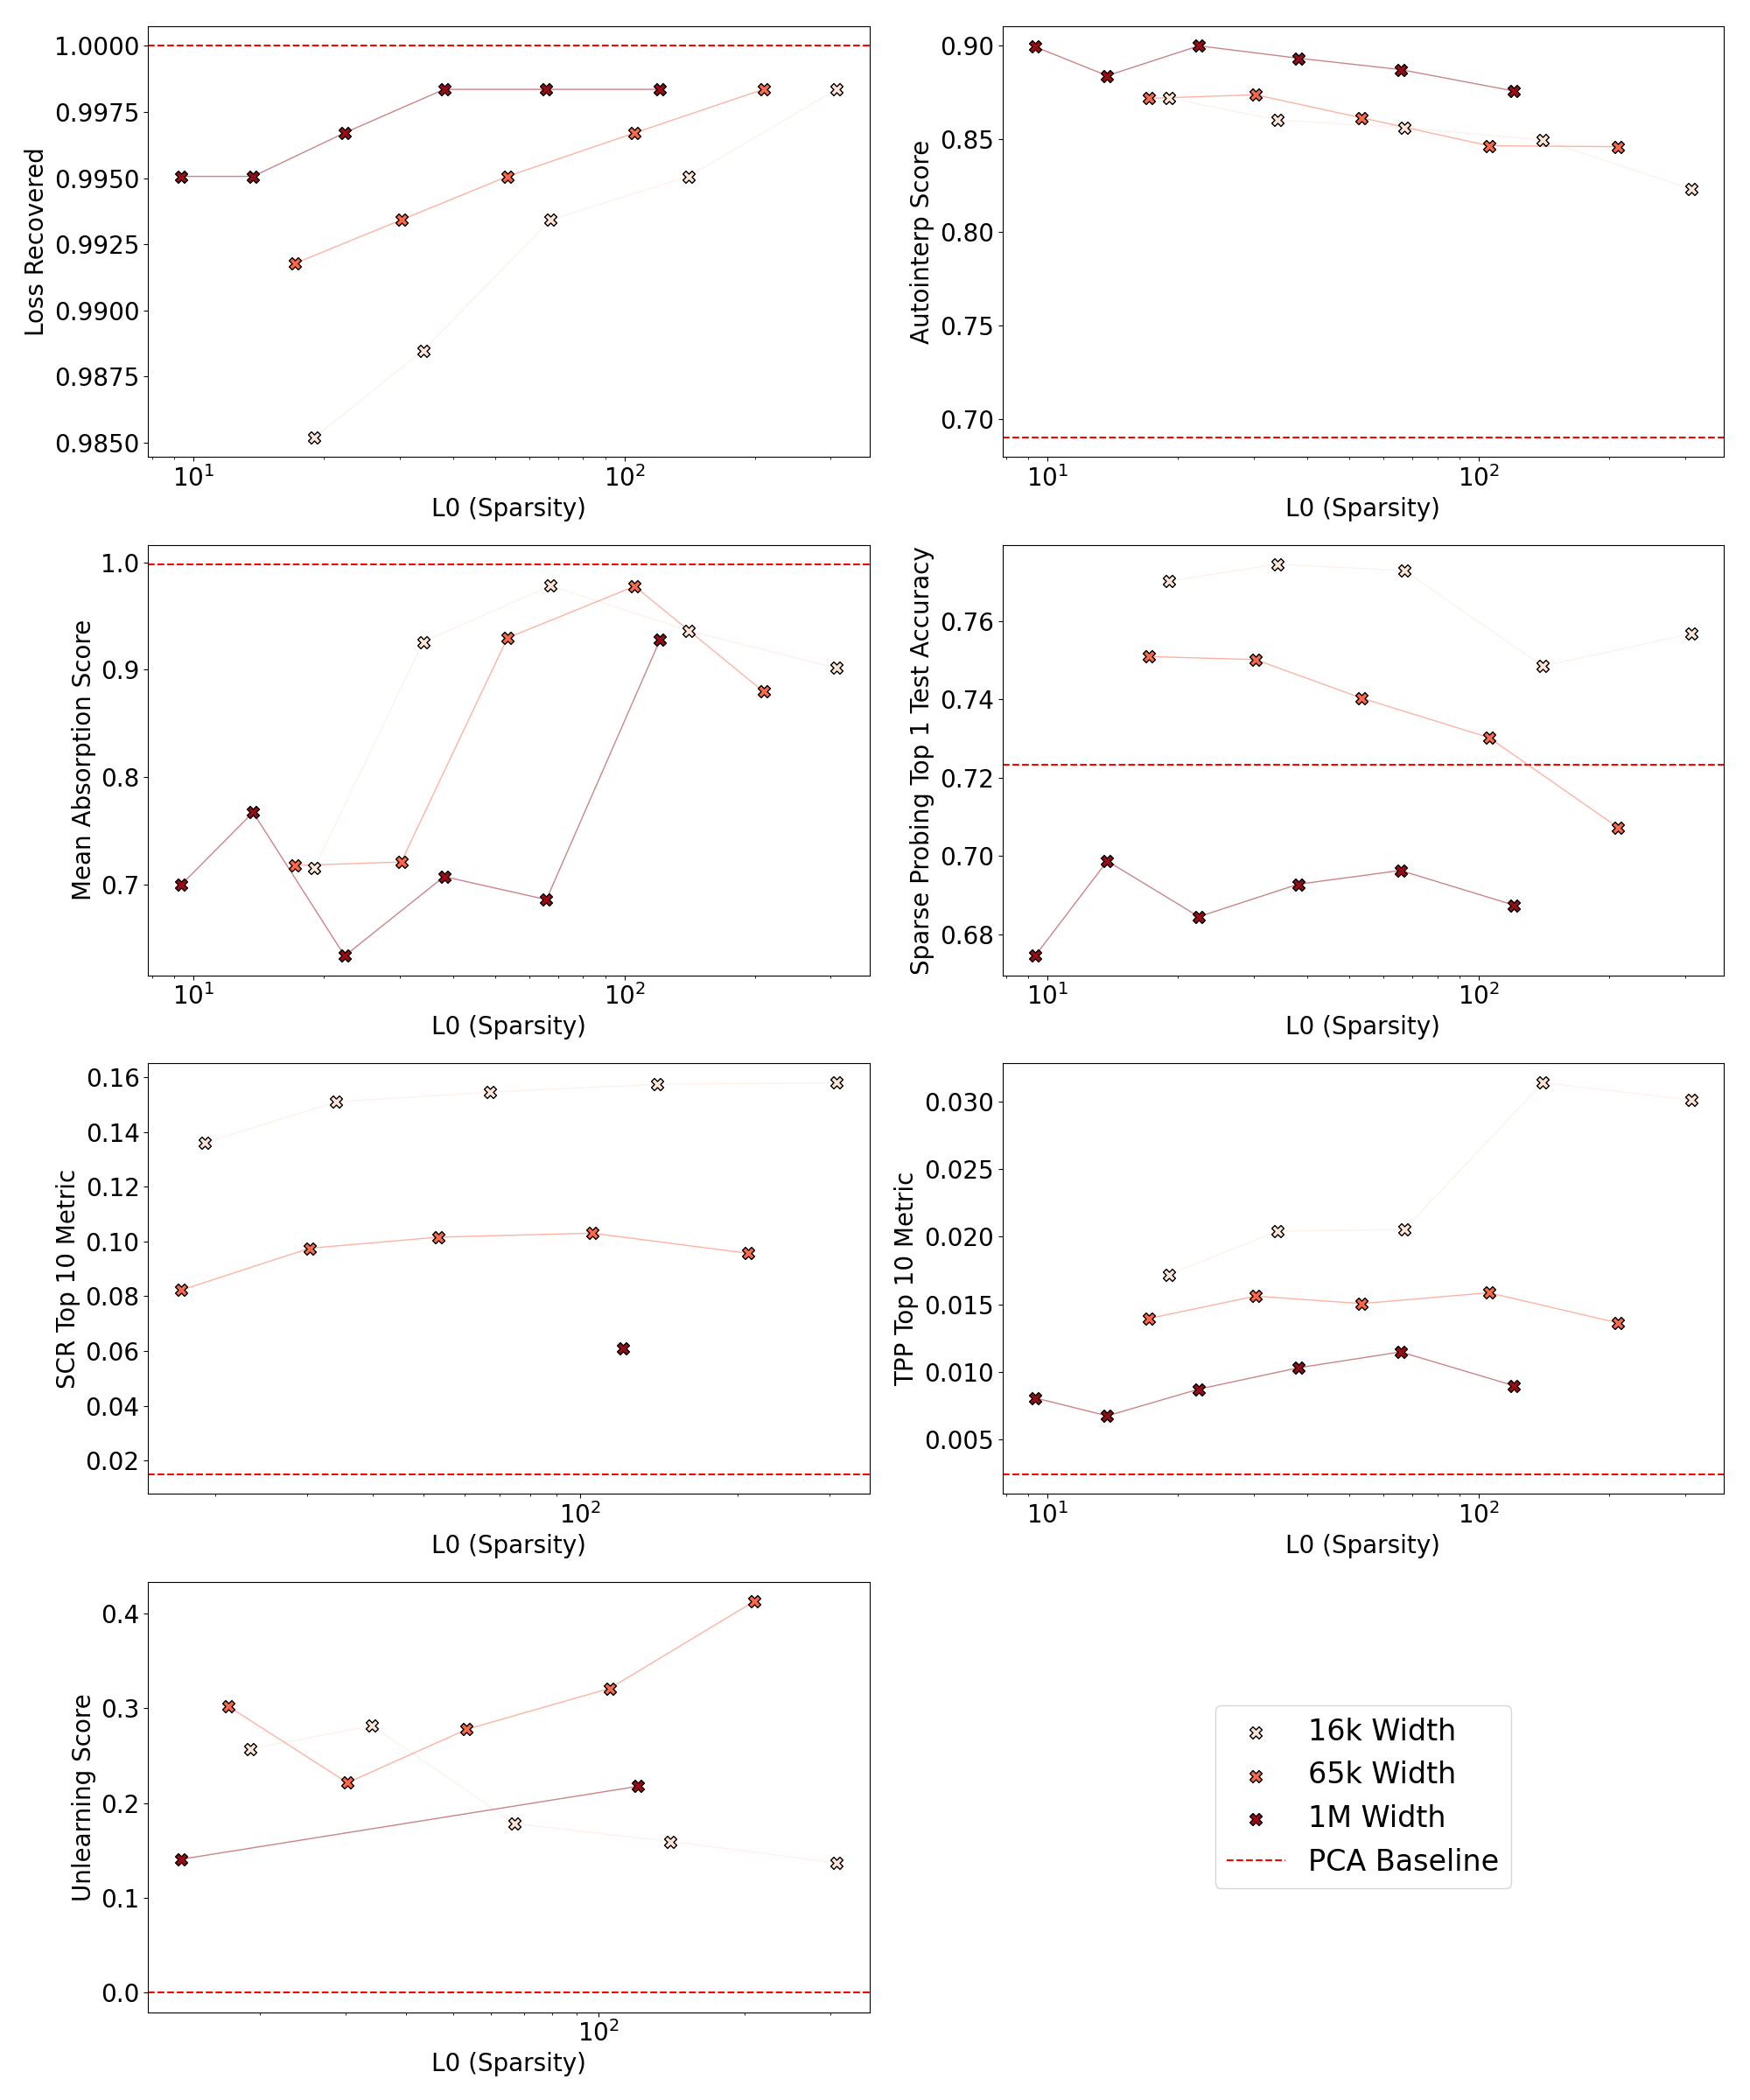 1.0000
0.9975
0.9950
0.9925
0.9900
0.9875
0.9850
Loss Recovered
10¹ 10²
L0 (Sparsity)
0.90
0.85
0.80
0.75
0.70
Autointerp Score
10¹ 10²
L0 (Sparsity)
1.0
0.9
0.8
0.7
Mean Absorption Score
10¹ 10²
L0 (Sparsity)
0.76
0.74
0.72
0.70
0.68
Sparse Probing Top 1 Test Accuracy
10¹ 10²
L0 (Sparsity)
0.16
0.14
0.12
0.10
0.08
0.06
0.04
0.02
SCR Top 10 Metric
10²
L0 (Sparsity)
0.030
0.025
0.020
0.015
0.010
0.005
TPP Top 10 Metric
10¹ 10²
L0 (Sparsity)
0.4
0.3
0.2
0.1
0.0
Unlearning Score
10²
L0 (Sparsity)
16k Width
65k Width
1M Width
PCA Baseline